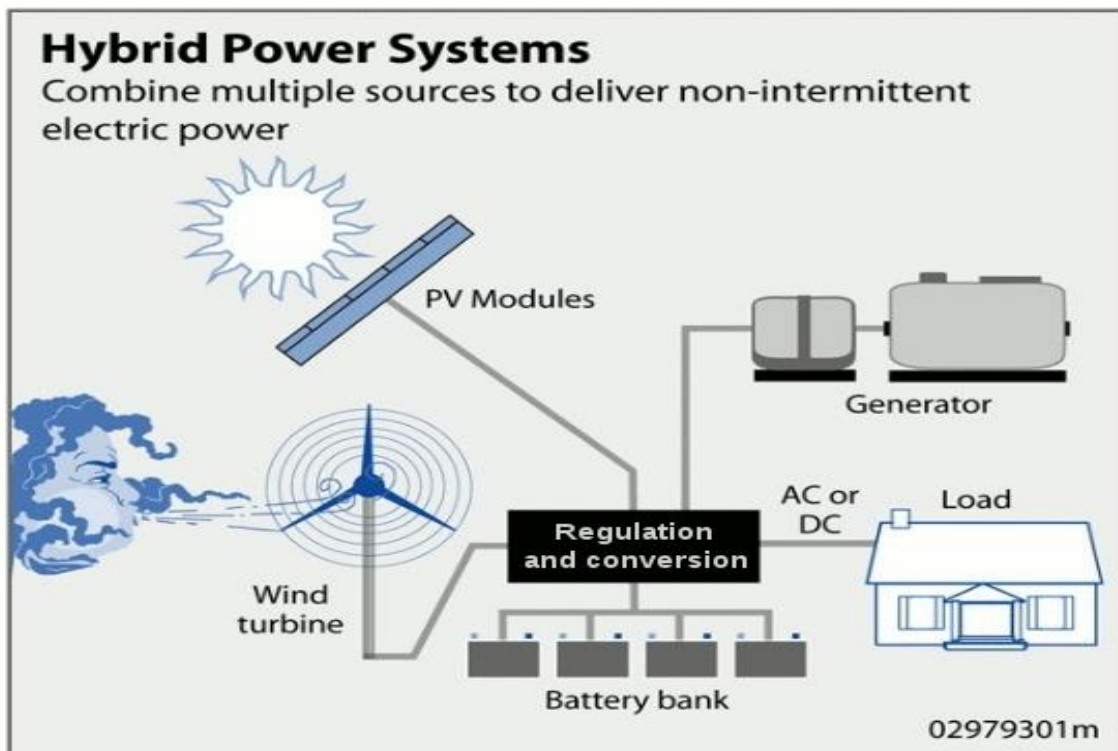 Hybrid Power Systems
Combine multiple sources to deliver non-intermittent
electric power
PV Modules
Generator
AC or
DC
Load
Regulation
and conversion
Wind
turbine
Battery bank
02979301m